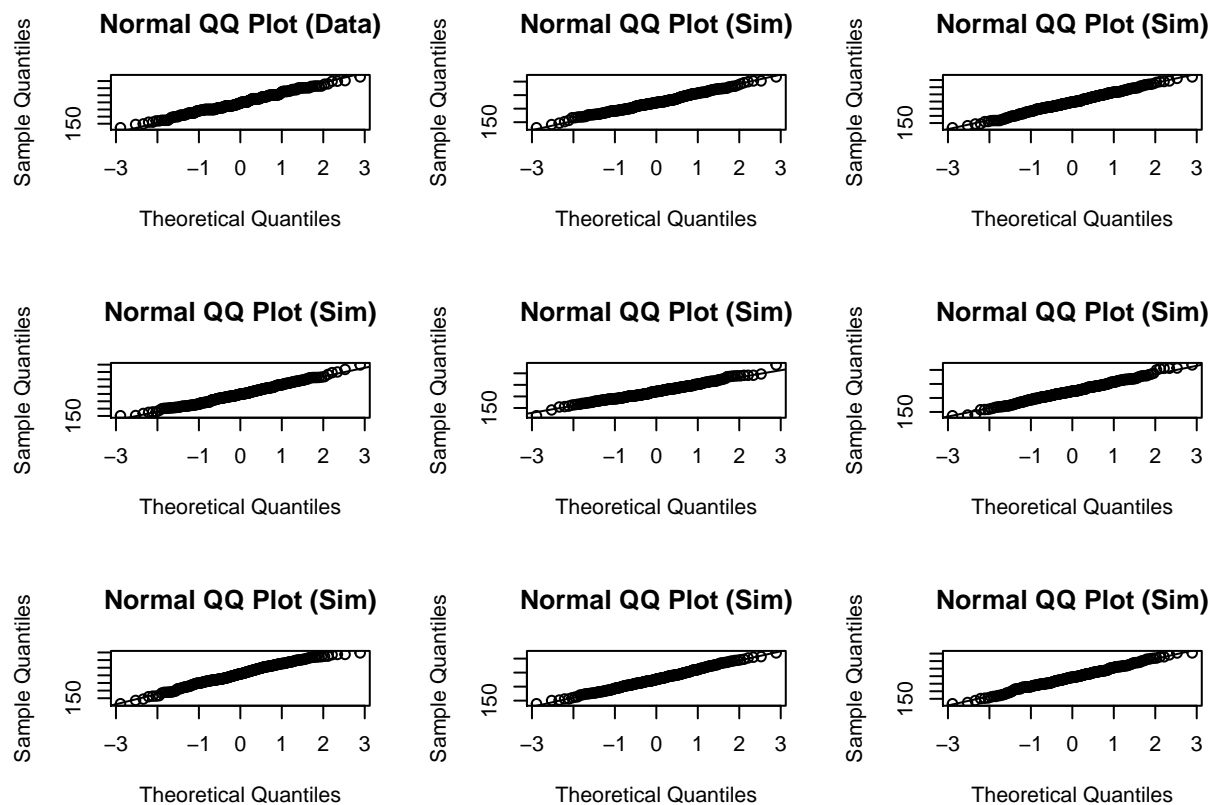 Normal QQ Plot (Data)
Sample Quantiles
150
−3 −1 0 1 2 3
Theoretical Quantiles
Normal QQ Plot (Sim)
Sample Quantiles
150
−3 −1 0 1 2 3
Theoretical Quantiles
Normal QQ Plot (Sim)
Sample Quantiles
150
−3 −1 0 1 2 3
Theoretical Quantiles
Normal QQ Plot (Sim)
Sample Quantiles
150
−3 −1 0 1 2 3
Theoretical Quantiles
Normal QQ Plot (Sim)
Sample Quantiles
150
−3 −1 0 1 2 3
Theoretical Quantiles
Normal QQ Plot (Sim)
Sample Quantiles
150
−3 −1 0 1 2 3
Theoretical Quantiles
Normal QQ Plot (Sim)
Sample Quantiles
150
−3 −1 0 1 2 3
Theoretical Quantiles
Normal QQ Plot (Sim)
Sample Quantiles
150
−3 −1 0 1 2 3
Theoretical Quantiles
Normal QQ Plot (Sim)
Sample Quantiles
150
−3 −1 0 1 2 3
Theoretical Quantiles